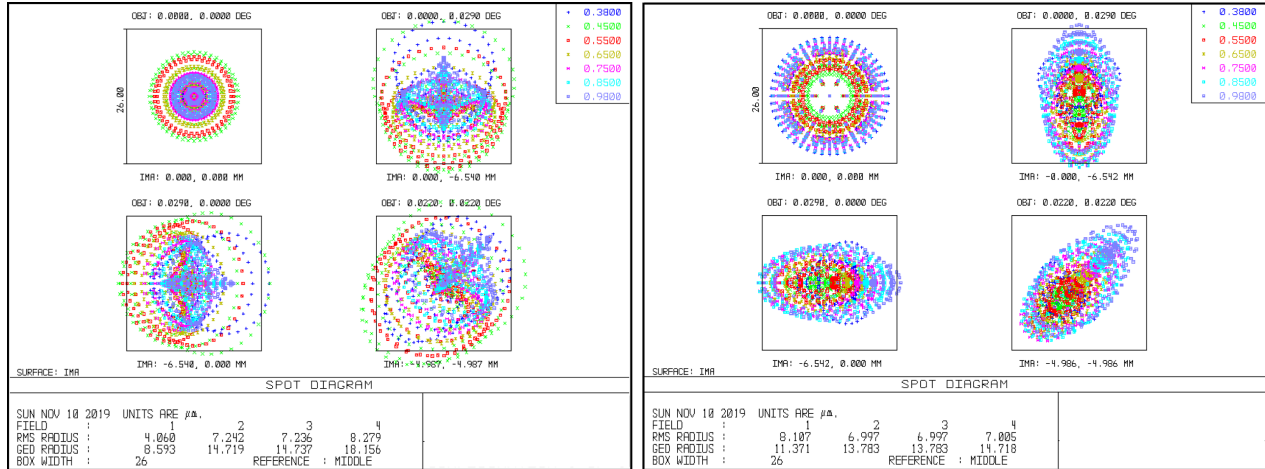 OBJ: 0.0000, 0.0000 DEG
OBJ: 0.0000, 0.0290 DEG
+ 0.3800
× 0.4500
0.5500
0.6500
0.7500
0.8500
0.9800
26.00
IMA: 0.000, 0.000 MM
IMA: 0.000, -6.540 MM
OBJ: 0.0290, 0.0000 DEG
OBJ: 0.0220, 0.0220 DEG
IMA: -6.540, 0.000 MM
IMA: -4.987, -4.987 MM
SURFACE: IMA
SPOT DIAGRAM
SUN NOV 10 2019 UNITS ARE µm.
FIELD : 1 2 3 4
RMS RADIUS : 4.060 7.242 7.236 8.279
GEO RADIUS : 8.593 14.719 14.737 18.156
BOX WIDTH : 26 REFERENCE : MIDDLE
OBJ: 0.0000, 0.0000 DEG
OBJ: 0.0000, 0.0290 DEG
+ 0.3800
× 0.4500
0.5500
0.6500
0.7500
0.8500
0.9800
26.00
IMA: 0.000, 0.000 MM
IMA: -0.000, -6.542 MM
OBJ: 0.0290, 0.0000 DEG
OBJ: 0.0220, 0.0220 DEG
IMA: -6.542, 0.000 MM
IMA: -4.986, -4.986 MM
SURFACE: IMA
SPOT DIAGRAM
SUN NOV 10 2019 UNITS ARE µm.
FIELD : 1 2 3 4
RMS RADIUS : 8.107 6.997 6.997 7.005
GEO RADIUS : 11.371 13.783 13.783 14.718
BOX WIDTH : 26 REFERENCE : MIDDLE